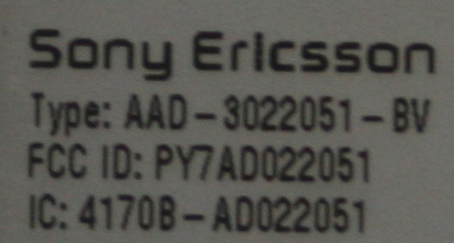 Sony Ericsson
Type: AAD-3022051-BV
FCC ID: PY7AD022051
IC: 4170B-AD022051